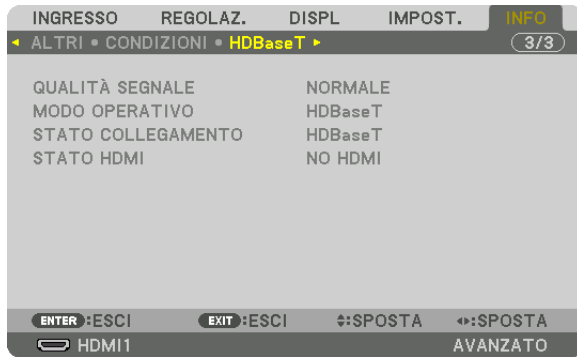 INGRESSO REGOLAZ. DISPL IMPOST. INFO
ALTRI • CONDIZIONI • HDBaseT 3/3
QUALITÀ SEGNALE NORMALE
MODO OPERATIVO HDBaseT
STATO COLLEGAMENTO HDBaseT
STATO HDMI NO HDMI
ENTER :ESCI EXIT :ESCI :SPOSTA :SPOSTA
HDMI1 AVANZATO